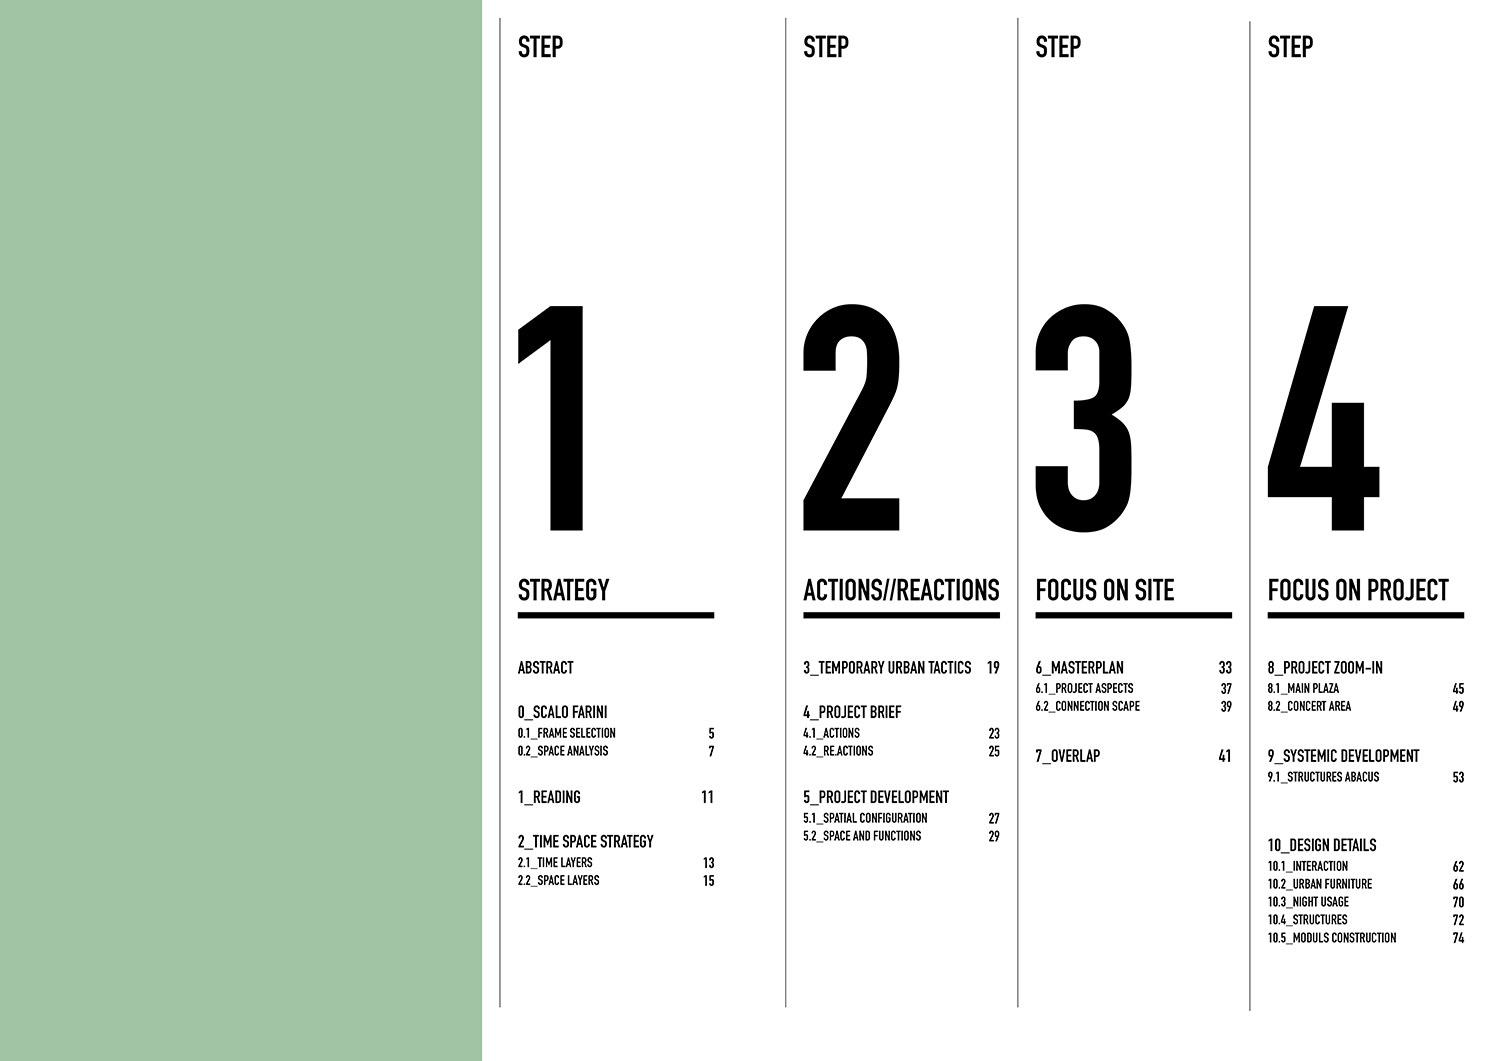 STEP
1
STRATEGY
ABSTRACT
0_SCALO FARINI
0.1_FRAME SELECTION 5
0.2_SPACE ANALYSIS 7
1_READING 11
2_TIME SPACE STRATEGY
2.1_TIME LAYERS 13
2.2_SPACE LAYERS 15
STEP
2
ACTIONS//REACTIONS
3_TEMPORARY URBAN TACTICS 19
4_PROJECT BRIEF
4.1_ACTIONS 23
4.2_RE.ACTIONS 25
5_PROJECT DEVELOPMENT
5.1_SPATIAL CONFIGURATION 27
5.2_SPACE AND FUNCTIONS 29
STEP
3
FOCUS ON SITE
6_MASTERPLAN 33
6.1_PROJECT ASPECTS 37
6.2_CONNECTION SCAPE 39
7_OVERLAP 41
STEP
4
FOCUS ON PROJECT
8_PROJECT ZOOM-IN
8.1_MAIN PLAZA 45
8.2_CONCERT AREA 49
9_SYSTEMIC DEVELOPMENT
9.1_STRUCTURES ABACUS 53
10_DESIGN DETAILS
10.1_INTERACTION 62
10.2_URBAN FURNITURE 66
10.3_NIGHT USAGE 70
10.4_STRUCTURES 72
10.5_MODULS CONSTRUCTION 74